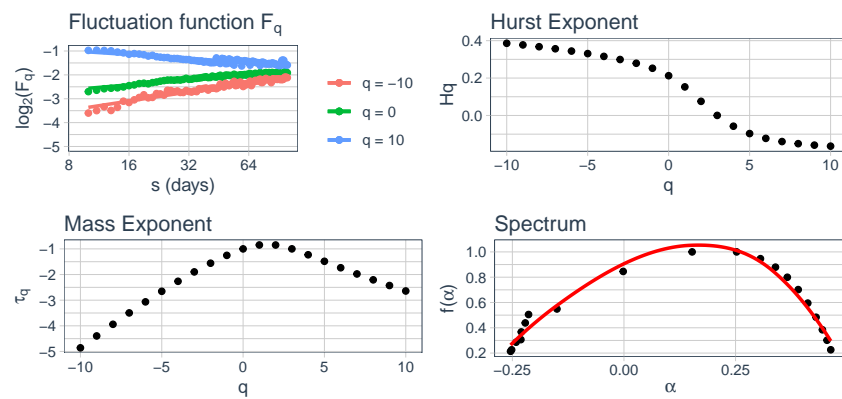 Fluctuation function Fq
log2(Fq)
−1
−2
−3
−4
−5
8
16
32
64
s (days)
q = −10
q = 0
q = 10
Hurst Exponent
Hq
0.4
0.2
0.0
−10
−5
0
5
10
q
Mass Exponent
τq
−1
−2
−3
−4
−5
−10
−5
0
5
10
q
Spectrum
f(α)
1.0
0.8
0.6
0.4
0.2
−0.25
0.00
0.25
α